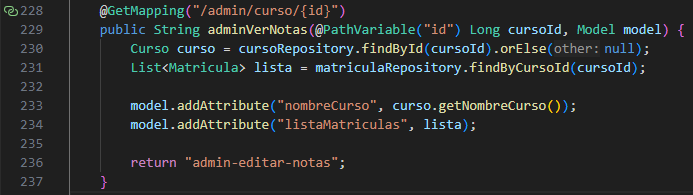 228 @GetMapping("/admin/curso/{id}")
229 public String adminVerNotas(@PathVariable("id") Long cursoId, Model model) {
230 Curso curso = cursoRepository.findById(cursoId).orElse(other: null);
231 List<Matricula> lista = matriculaRepository.findByCursoId(cursoId);
232
233 model.addAttribute("nombreCurso", curso.getNombreCurso());
234 model.addAttribute("listaMatriculas", lista);
235
236 return "admin-editar-notas";
237 }